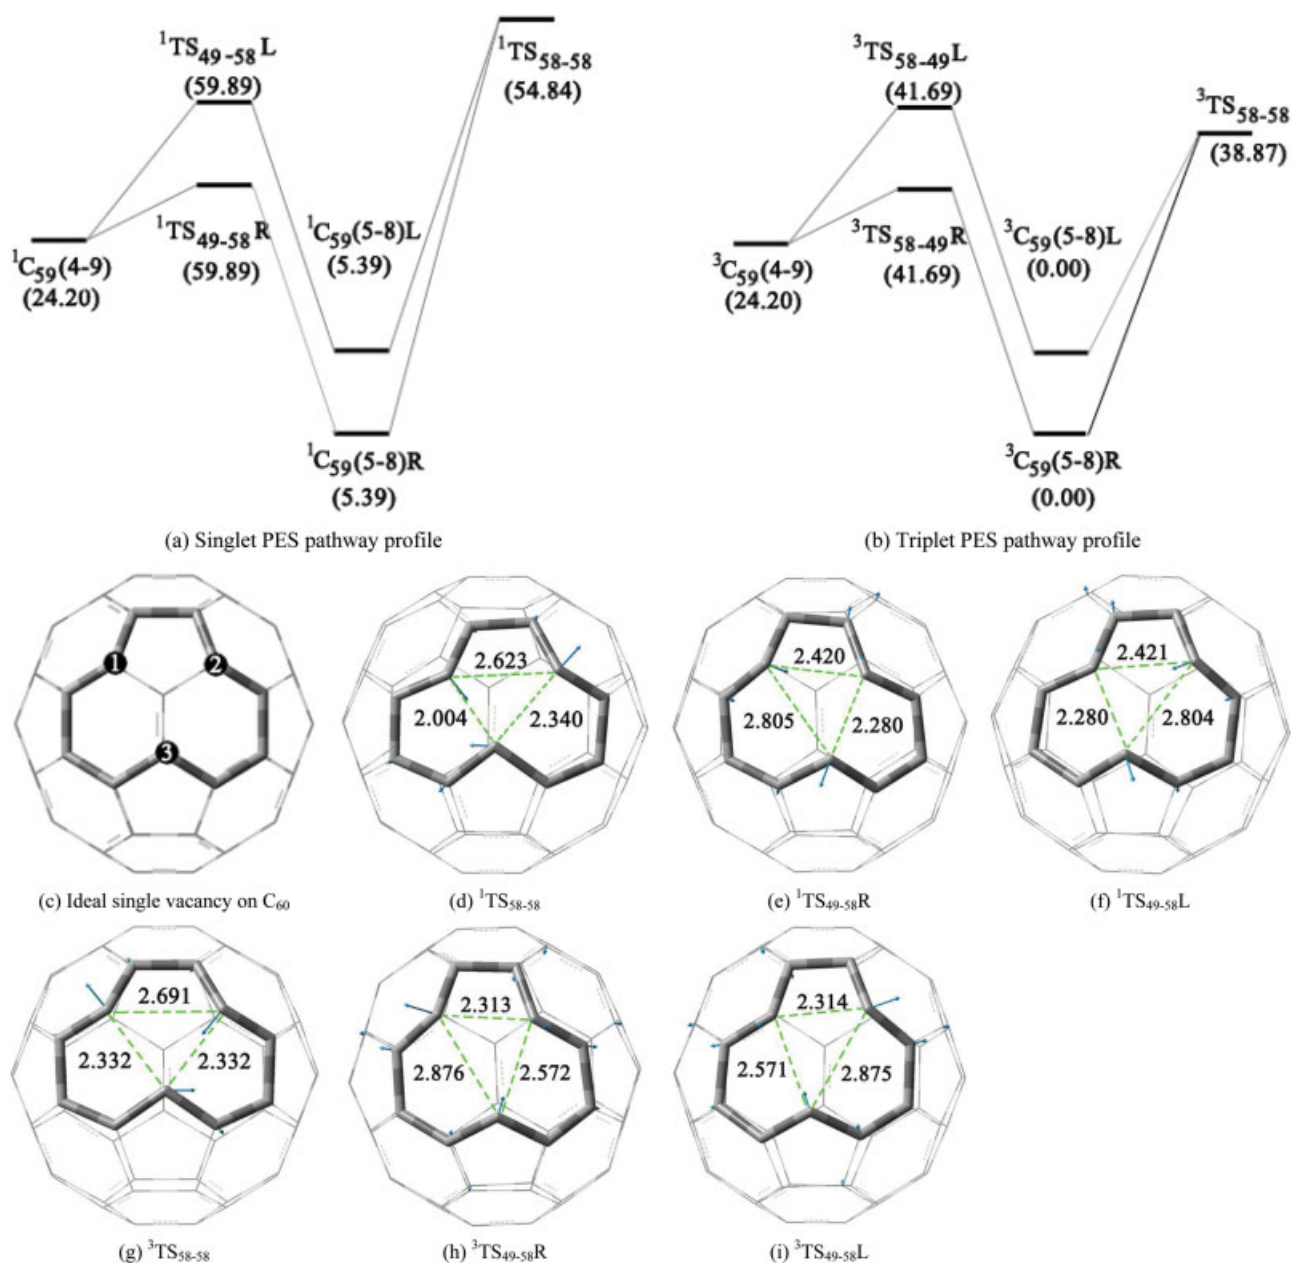 ¹TS₄₉₋₅₈L
(59.89)
¹TS₅₈₋₅₈
(54.84)
¹C₅₉(4-9)
(24.20)
¹TS₄₉₋₅₈R
(59.89)
¹C₅₉(5-8)L
(5.39)
¹C₅₉(5-8)R
(5.39)
(a) Singlet PES pathway profile
³TS₅₈₋₄₉L
(41.69)
³TS₅₈₋₅₈
(38.87)
³C₅₉(4-9)
(24.20)
³TS₅₈₋₄₉R
(41.69)
³C₅₉(5-8)L
(0.00)
³C₅₉(5-8)R
(0.00)
(b) Triplet PES pathway profile
1
2
3
(c) Ideal single vacancy on C₆₀
2.623
2.004
2.340
(d) ¹TS₅₈₋₅₈
2.420
2.805
2.280
(e) ¹TS₄₉₋₅₈R
2.421
2.280
2.804
(f) ¹TS₄₉₋₅₈L
2.691
2.332
2.332
(g) ³TS₅₈₋₅₈
2.313
2.876
2.572
(h) ³TS₄₉₋₅₈R
2.314
2.571
2.875
(i) ³TS₄₉₋₅₈L